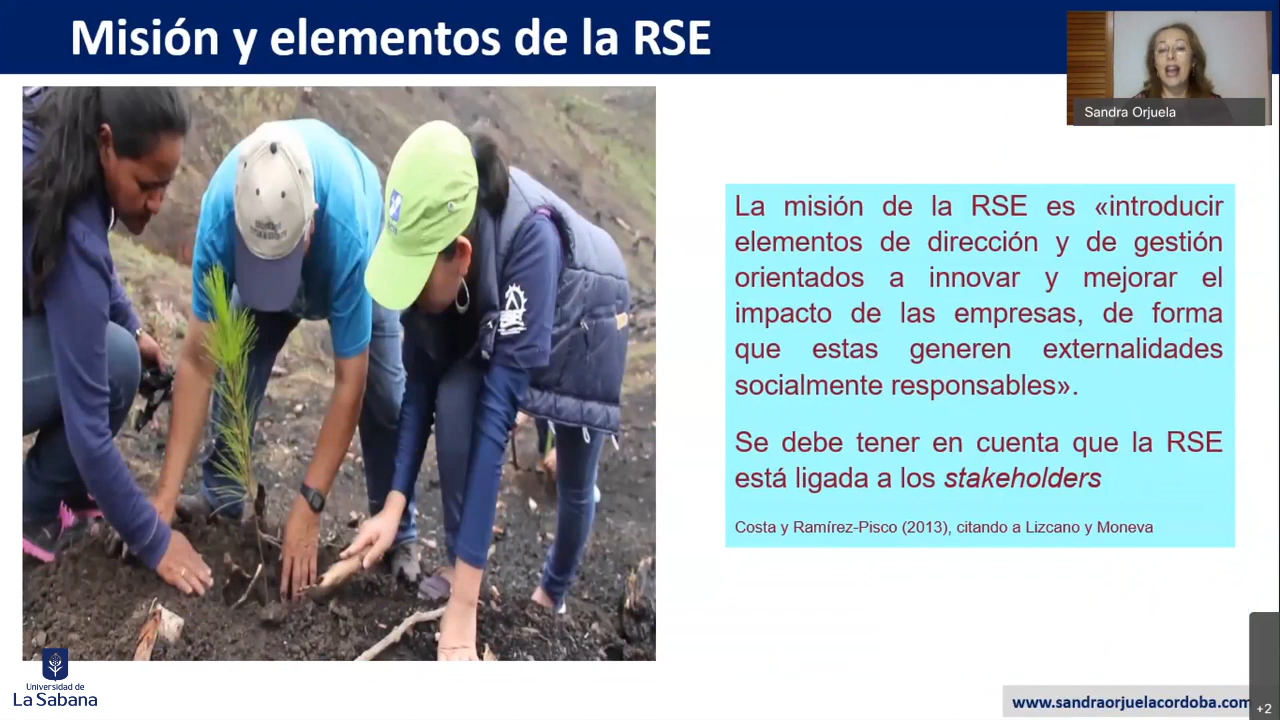 Misión y elementos de la RSE
Sandra Orjuela
La misión de la RSE es «introducir
elementos de dirección y de gestión
orientados a innovar y mejorar el
impacto de las empresas, de forma
que estas generen externalidades
socialmente responsables».
Se debe tener en cuenta que la RSE
está ligada a los stakeholders
Costa y Ramírez-Pisco (2013), citando a Lizcano y Moneva
Universidad de
La Sabana
www.sandraorjuelacordoba.com
+2